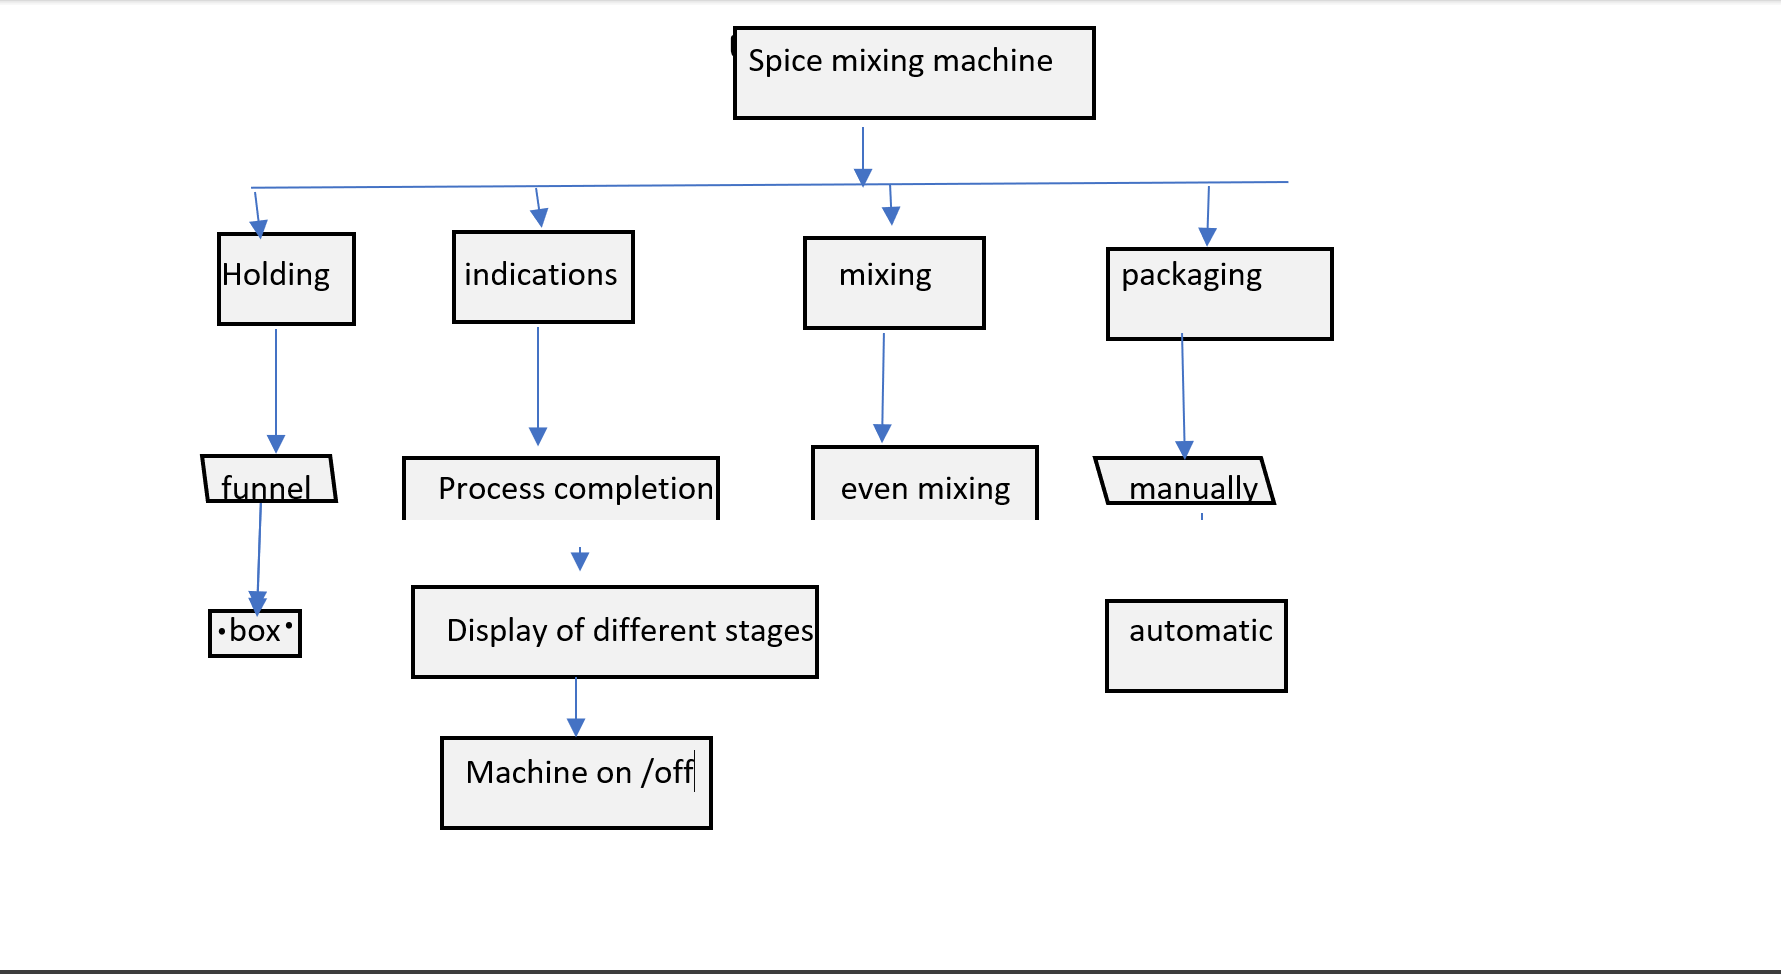 Spice mixing machine
Holding
indications
mixing
packaging
funnel
Process completion
even mixing
manually
•box•
Display of different stages
automatic
Machine on /off